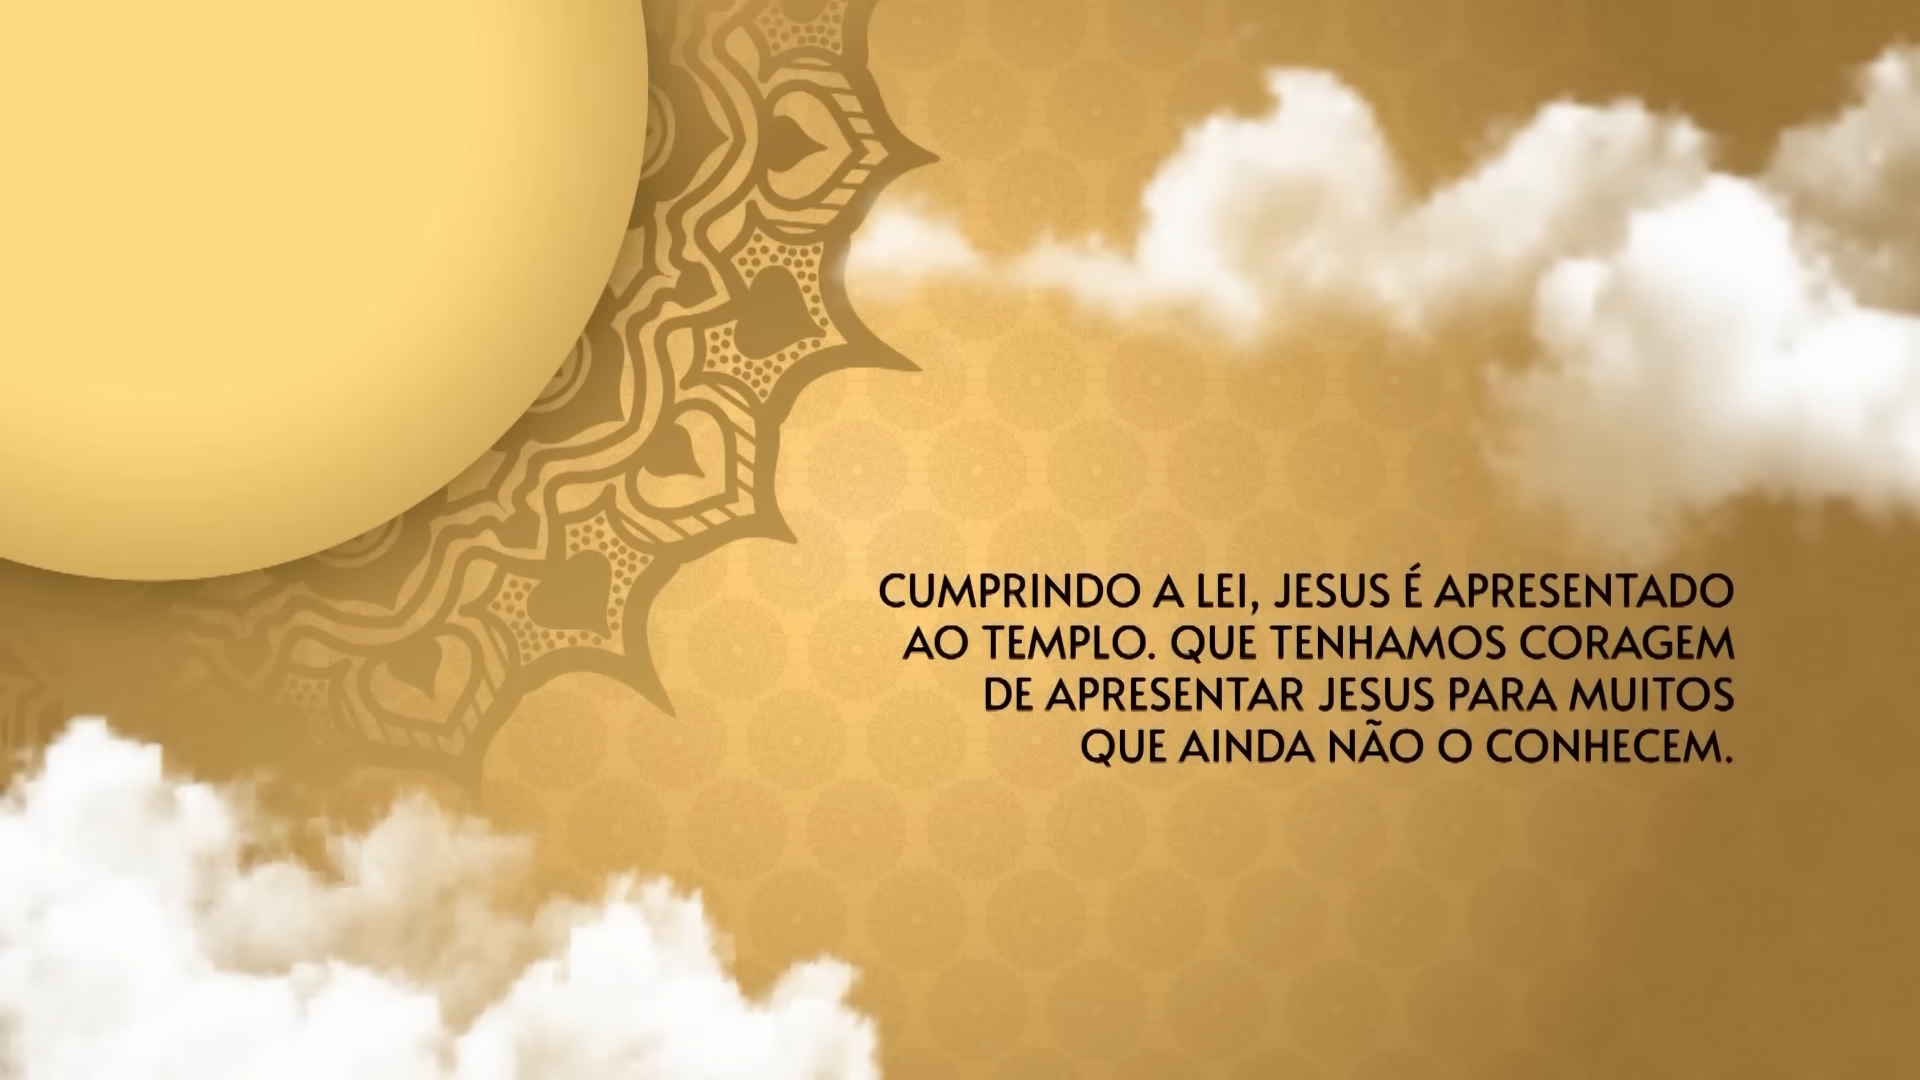 CUMPRINDO A LEI, JESUS É APRESENTADO
AO TEMPLO. QUE TENHAMOS CORAGEM
DE APRESENTAR JESUS PARA MUITOS
QUE AINDA NÃO O CONHECEM.